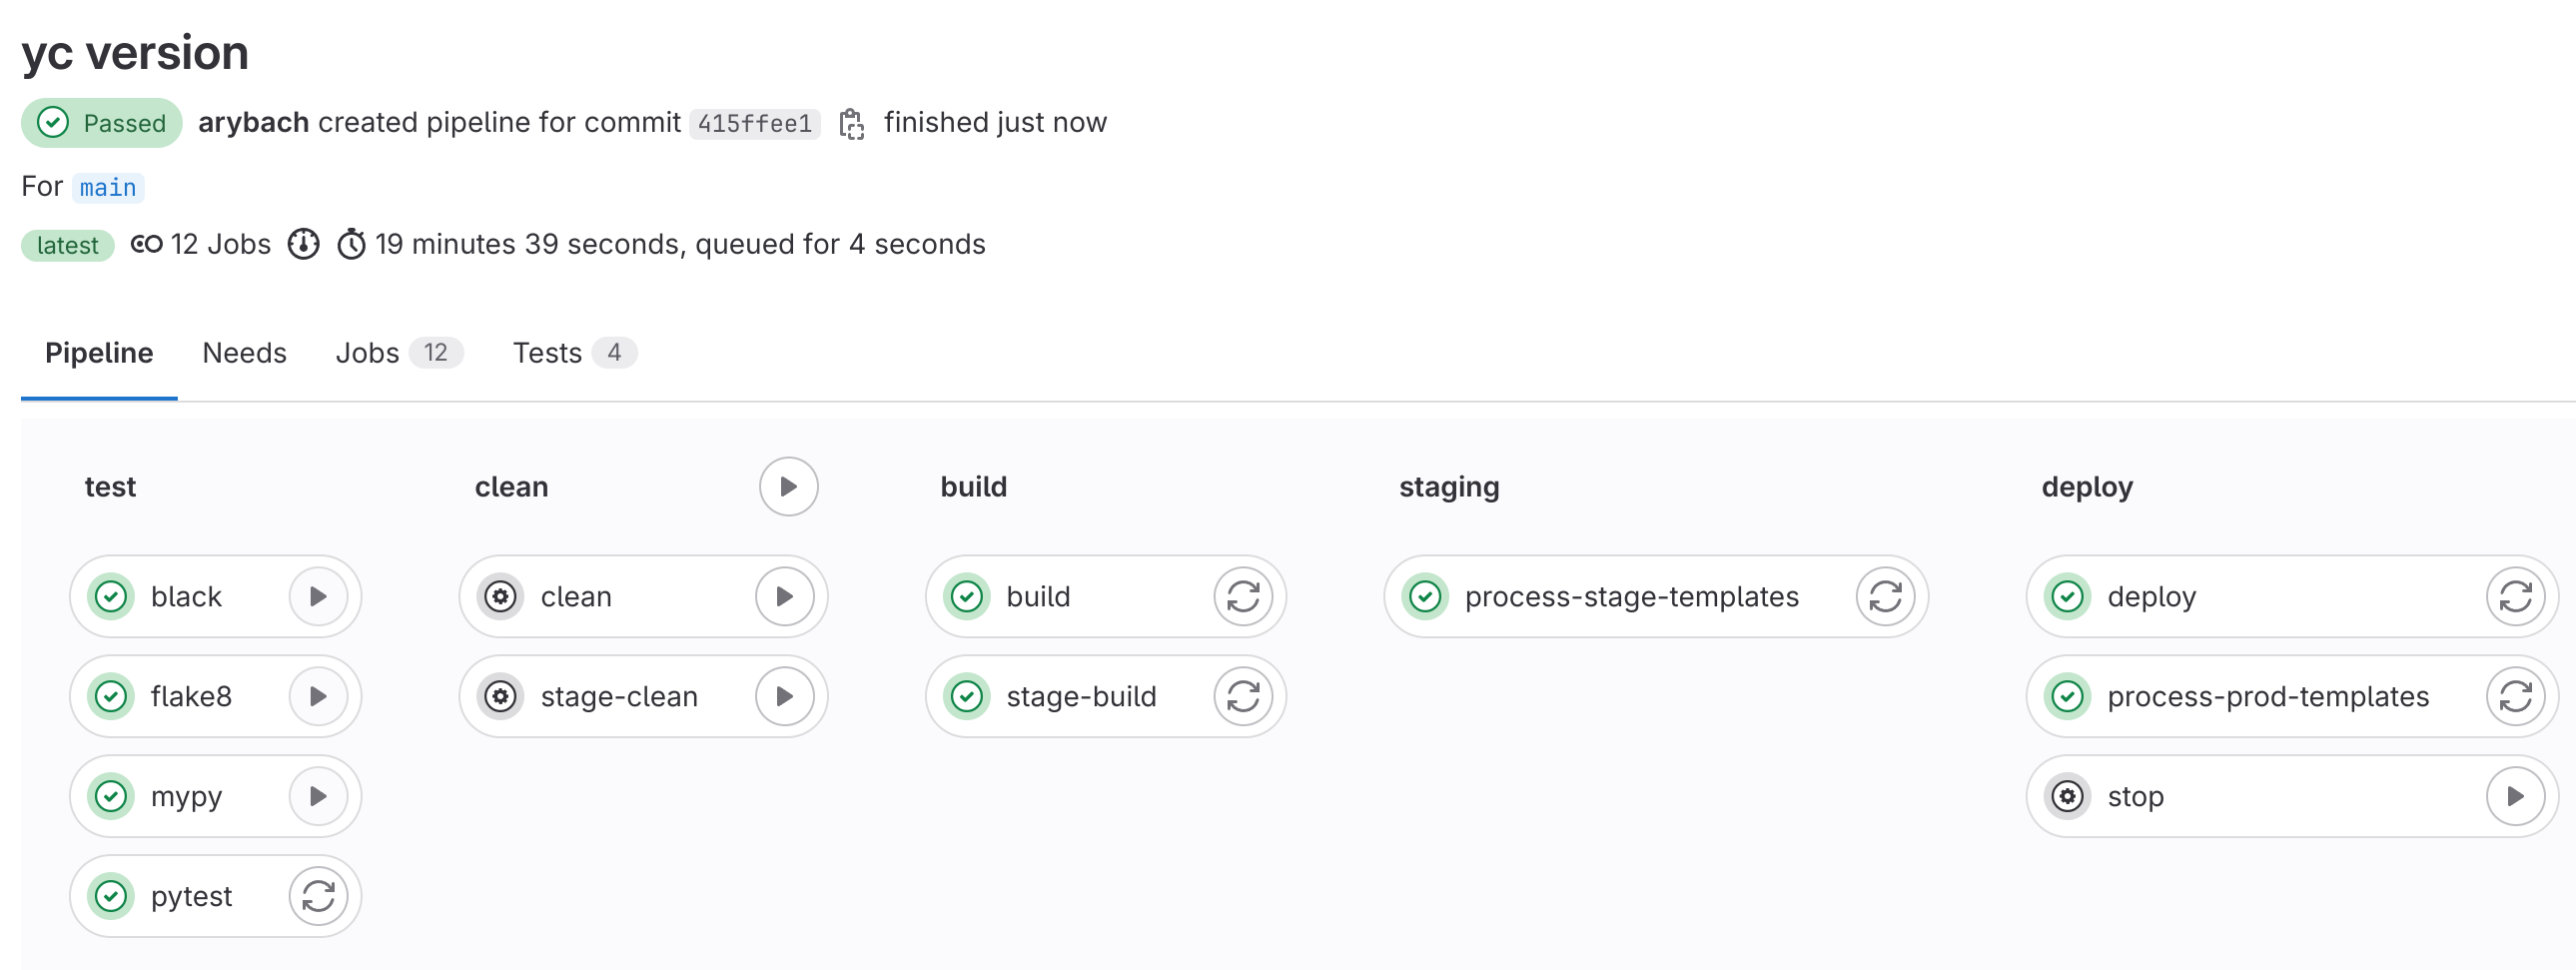 yc version
Passed arybach created pipeline for commit 415ffee1 finished just now
For main
latest 12 Jobs 19 minutes 39 seconds, queued for 4 seconds
Pipeline Needs Jobs 12 Tests 4
test
black
flake8
mypy
pytest
clean
clean
stage-clean
build
build
stage-build
staging
process-stage-templates
deploy
deploy
process-prod-templates
stop